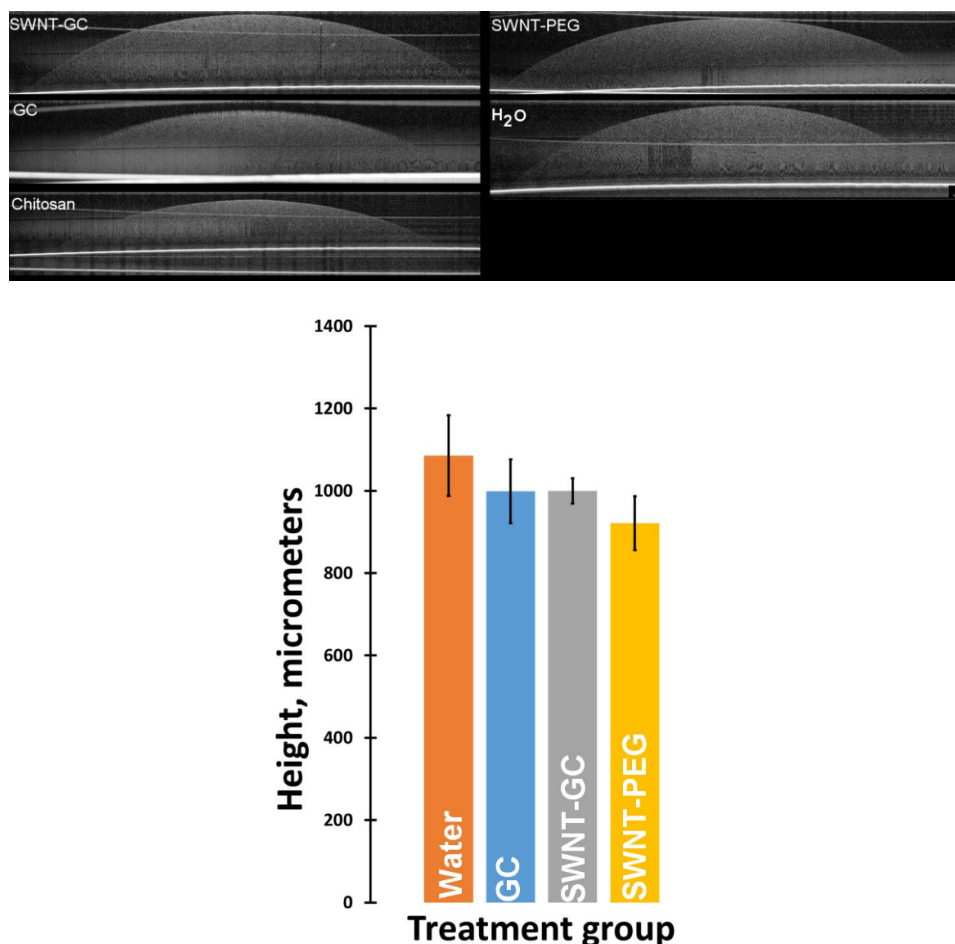 SWNT-GC
SWNT-PEG
GC
H₂O
Chitosan
1400
1200
1000
800
600
400
200
0
Height, micrometers
Water
GC
SWNT-GC
SWNT-PEG
Treatment group